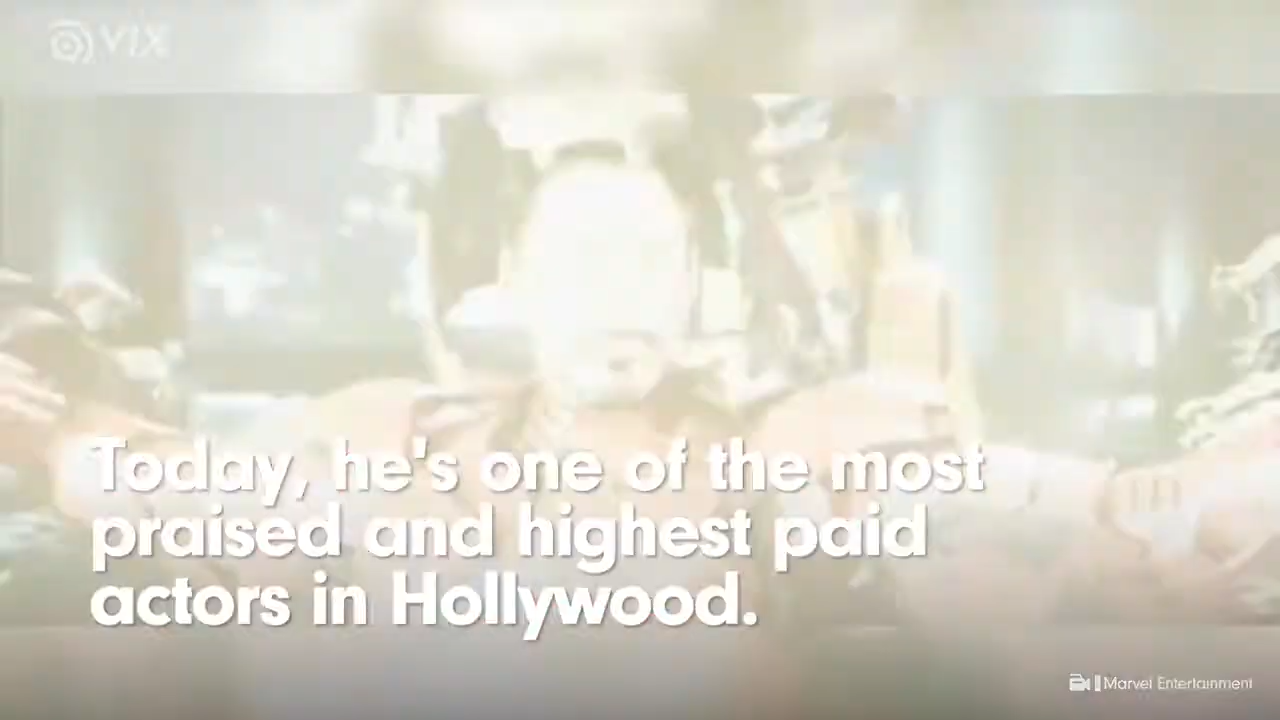 VIX
Today, he's one of the most
praised and highest paid
actors in Hollywood.
Marvel Entertainment